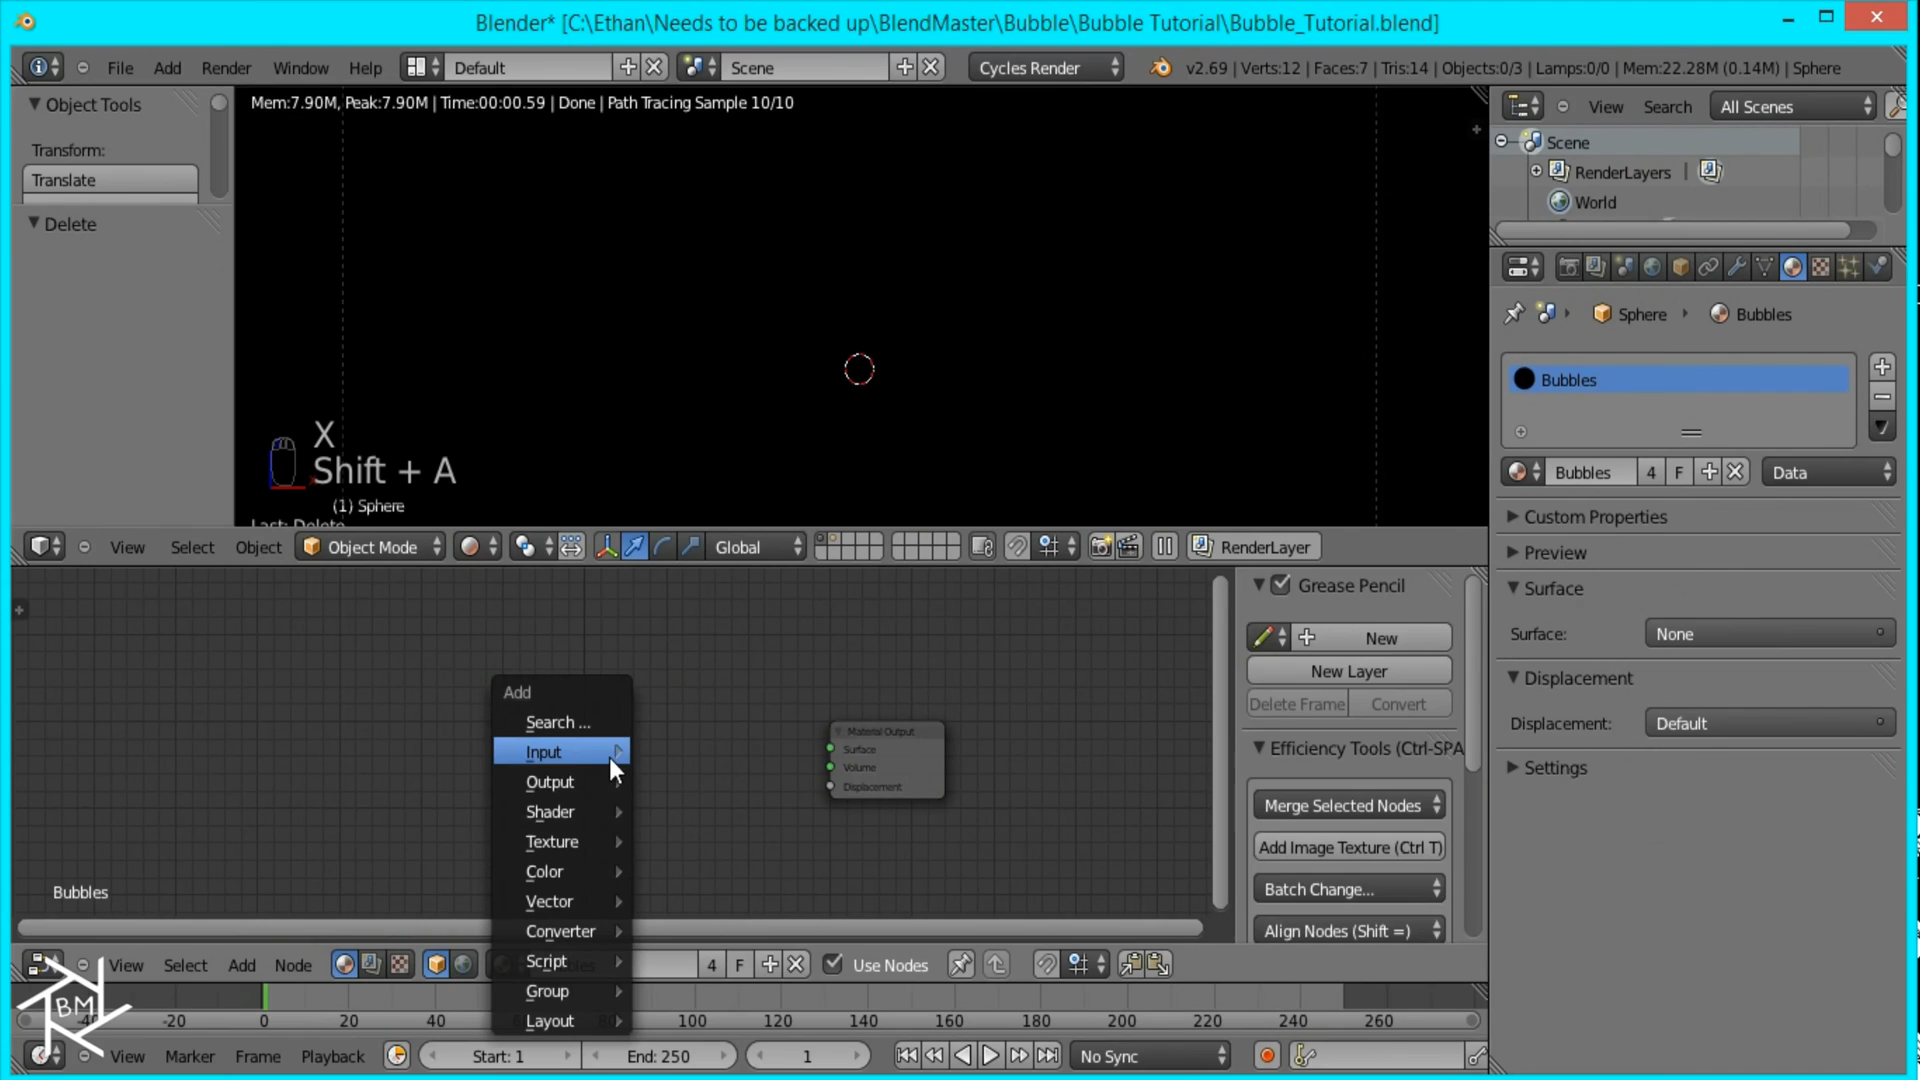 Blender* [C:\Ethan\Needs to be backed up\BlendMaster\Bubble\Bubble Tutorial\Bubble_Tutorial.blend]
File Add Render Window Help Default Scene Cycles Render v2.69 | Verts:12 | Faces:7 | Tris:14 | Objects:0/3 | Lamps:0/0 | Mem:22.28M (0.14M) | Sphere
Object Tools
Transform:
Translate
Delete
Mem:7.90M, Peak:7.90M | Time:00:00.59 | Done | Path Tracing Sample 10/10
X
Shift + A
(1) Sphere
Last: Delete
View Select Object Object Mode Global RenderLayer
View Search All Scenes
Scene
RenderLayers
World
Sphere Bubbles
Bubbles
Bubbles 4 F Data
Custom Properties
Preview
Surface
Surface: None
Displacement
Displacement: Default
Settings
Add
Search ...
Input
Output
Shader
Texture
Color
Vector
Converter
Script
Group
Layout
Material Output
Surface
Volume
Displacement
Bubbles
Grease Pencil
New
New Layer
Delete Frame Convert
Efficiency Tools (Ctrl-SPA
Merge Selected Nodes
Add Image Texture (Ctrl T)
Batch Change...
Align Nodes (Shift =)
View Select Add Node 4 F Use Nodes
BM
-40 -20 0 20 40 80 100 120 140 160 180 200 220 240 260
View Marker Frame Playback Start: 1 End: 250 1 No Sync